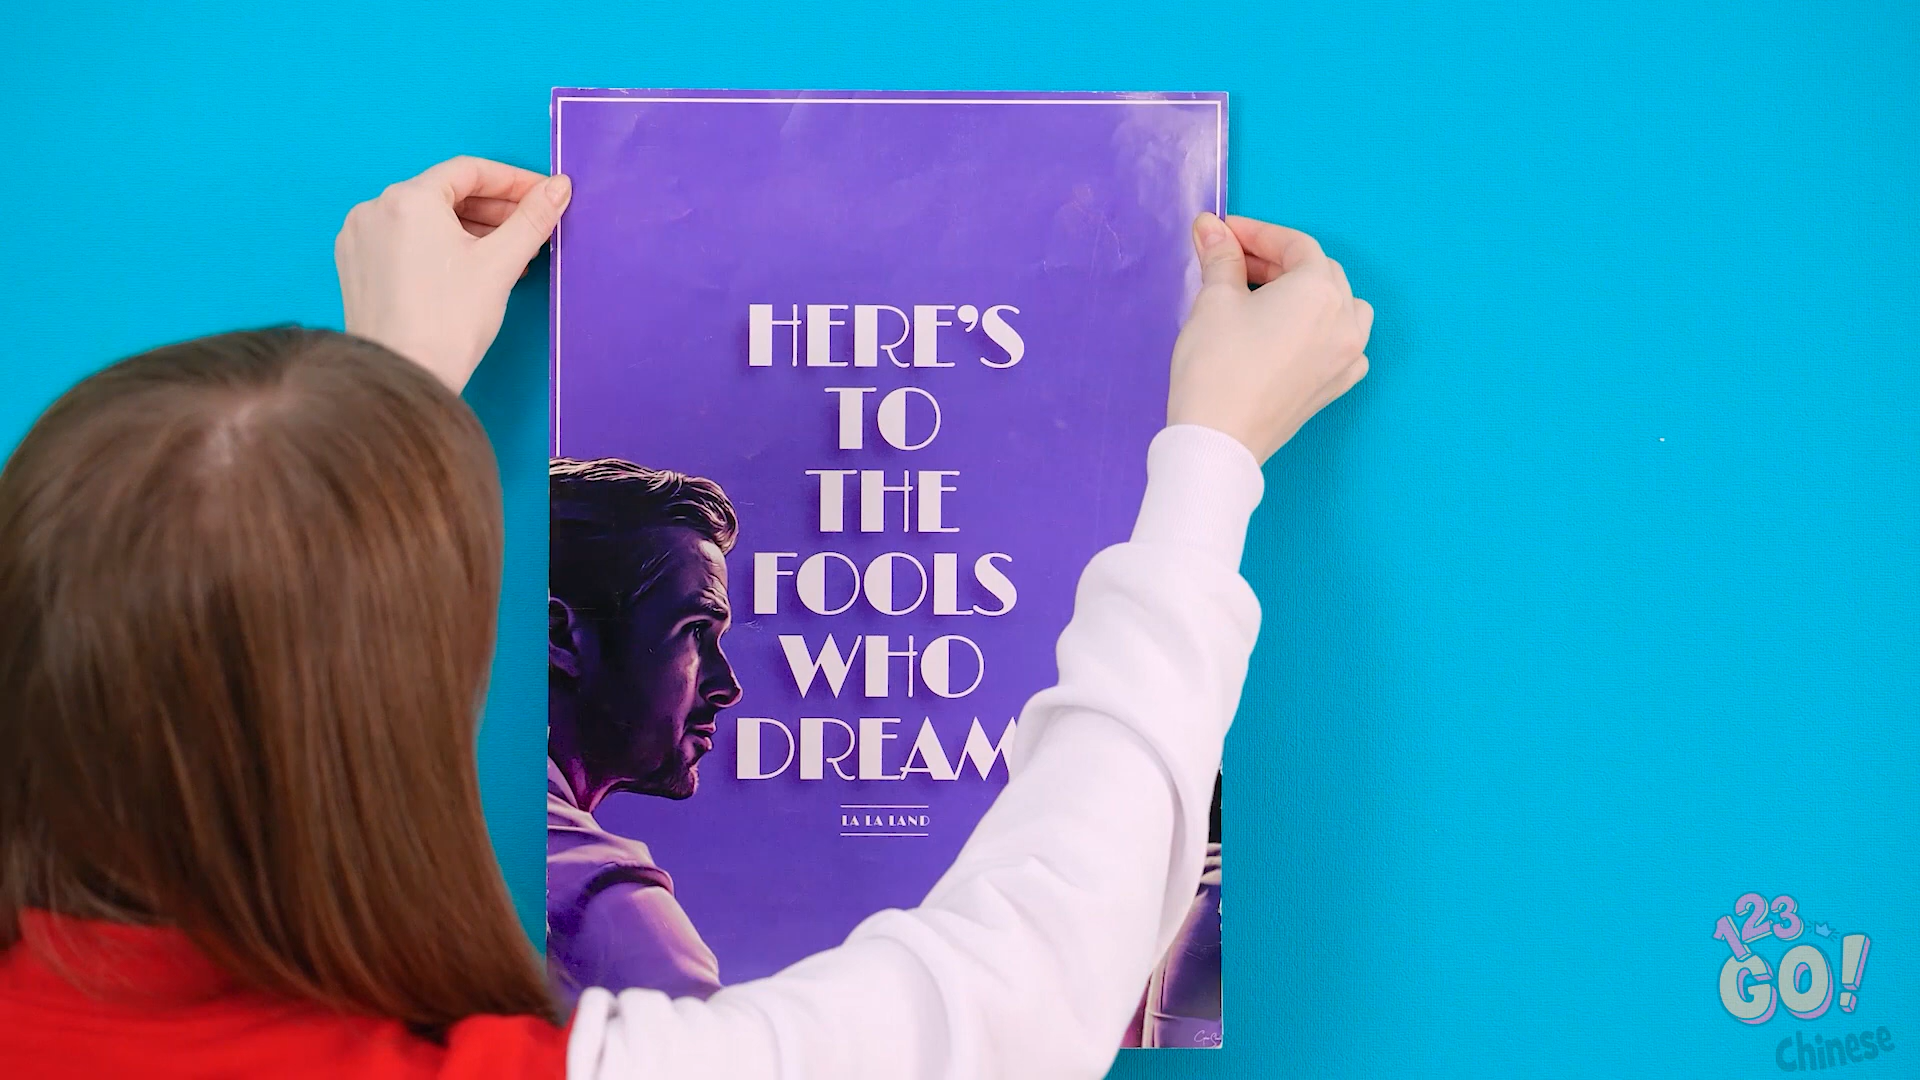 HERE'S
TO
THE
FOOLS
WHO
DREAM
LA LA LAND
123
GO!
Chinese